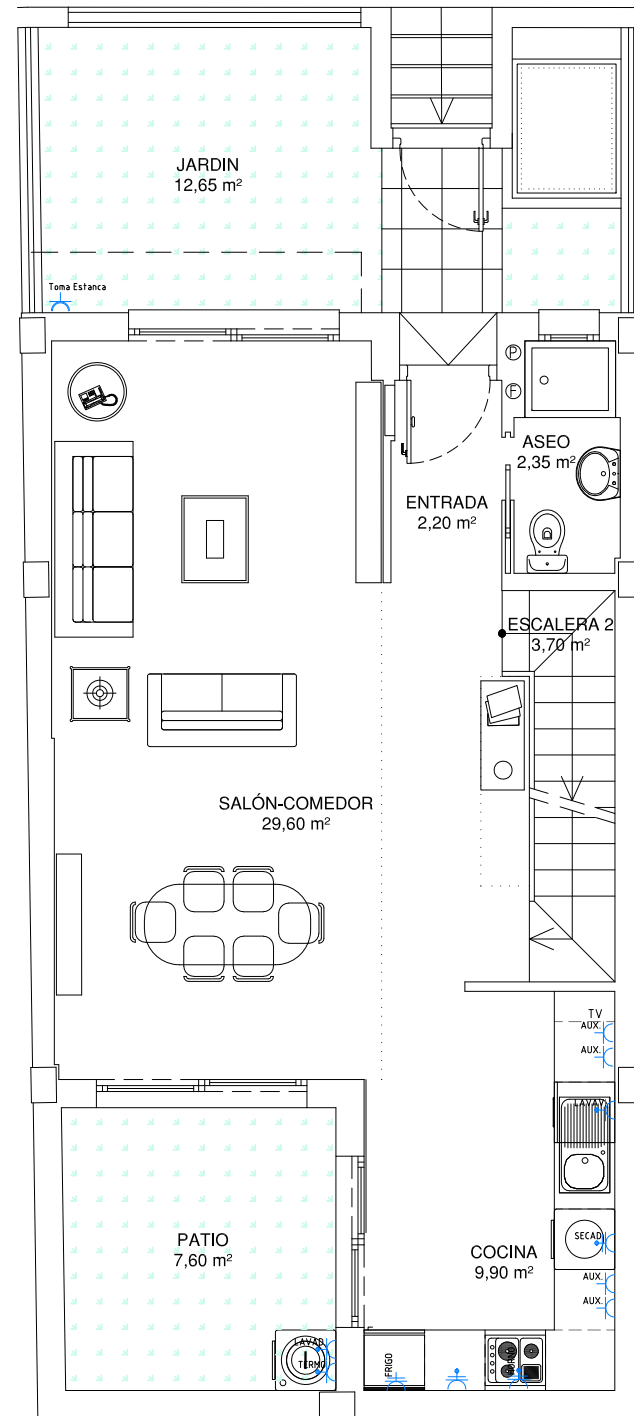 JARDIN
12,65 m²
Toma Estanca
P
F
ASEO
2,35 m²
ENTRADA
2,20 m²
ESCALERA 2
3,70 m²
SALÓN-COMEDOR
29,60 m²
TV
AUX.
AUX.
LAVAV
SECAD
PATIO
7,60 m²
COCINA
9,90 m²
AUX.
AUX.
LAVAD
TERMO
FRIGO
HORNO